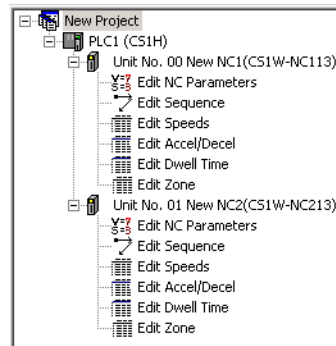 New Project
PLC1 (CS1H)
Unit No. 00 New NC1(CS1W-NC113)
Edit NC Parameters
Edit Sequence
Edit Speeds
Edit Accel/Decel
Edit Dwell Time
Edit Zone
Unit No. 01 New NC2(CS1W-NC213)
Edit NC Parameters
Edit Sequence
Edit Speeds
Edit Accel/Decel
Edit Dwell Time
Edit Zone